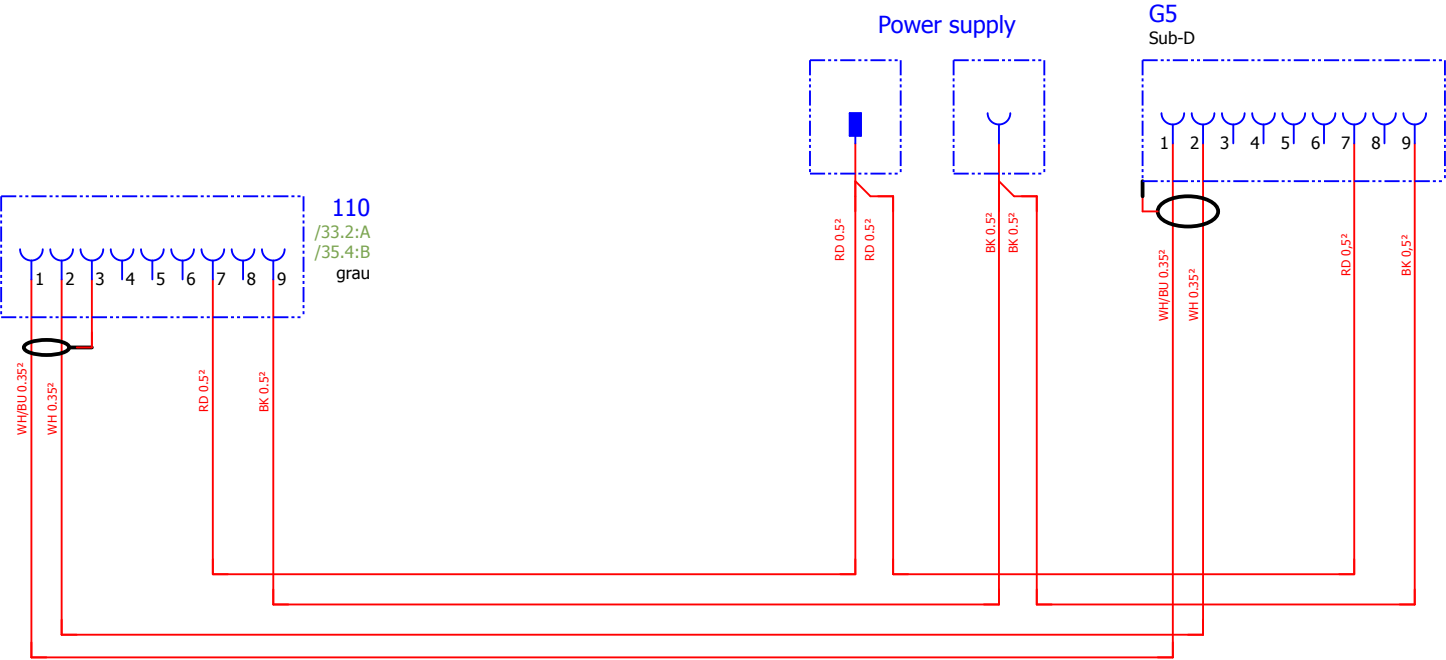 Power supply
G5
Sub-D
1 2 3 4 5 6 7 8 9
110
/33.2:A
/35.4:B
grau
1 2 3 4 5 6 7 8 9
RD 0.5²
RD 0.5²
BK 0.5²
BK 0.5²
WH/BU 0.35²
WH 0.35²
RD 0,5²
BK 0,5²
WH/BU 0.35²
WH 0.35²
RD 0.5²
BK 0.5²